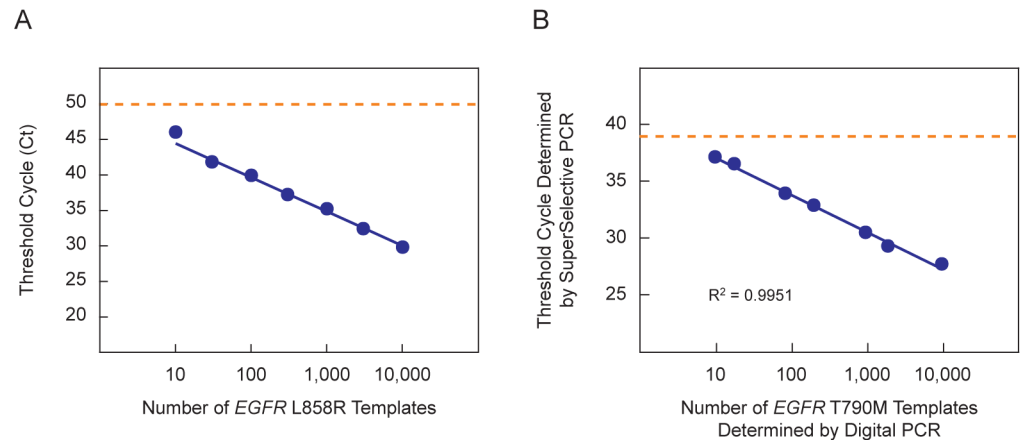 A
Threshold Cycle (Ct)
50
45
40
35
30
25
20
10
100
1,000
10,000
Number of EGFR L858R Templates
B
Threshold Cycle Determined
by SuperSelective PCR
40
35
30
25
R² = 0.9951
10
100
1,000
10,000
Number of EGFR T790M Templates
Determined by Digital PCR